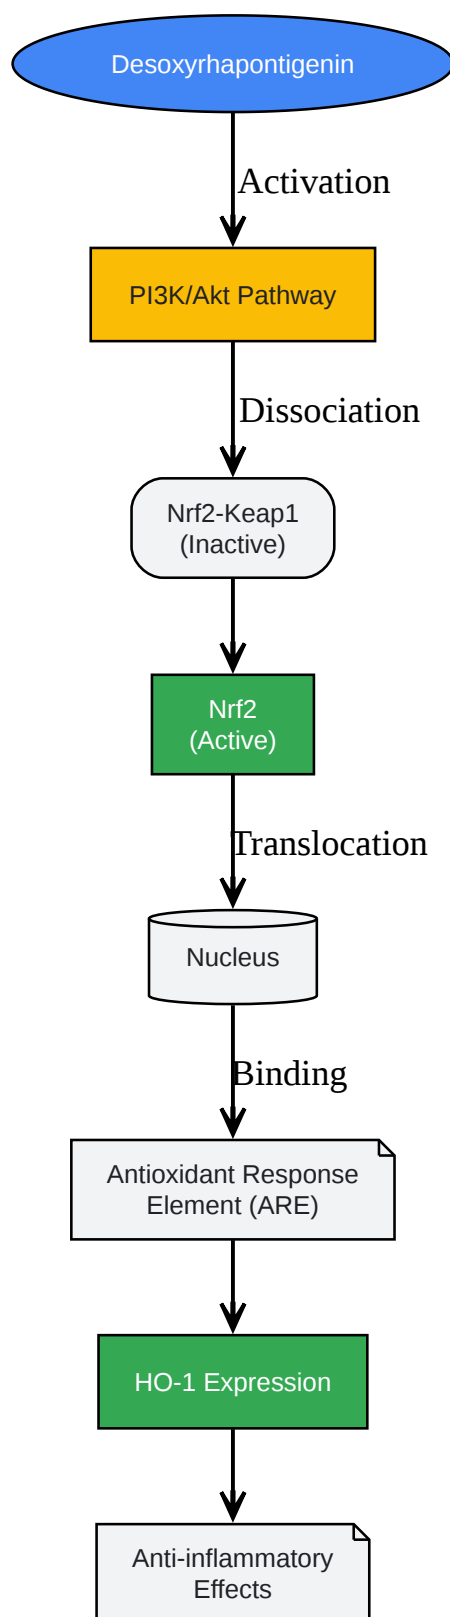 Desoxyrhapontigenin
Activation
PI3K/Akt Pathway
Dissociation
Nrf2-Keap1
(Inactive)
Nrf2
(Active)
Translocation
Nucleus
Binding
Antioxidant Response
Element (ARE)
HO-1 Expression
Anti-inflammatory
Effects